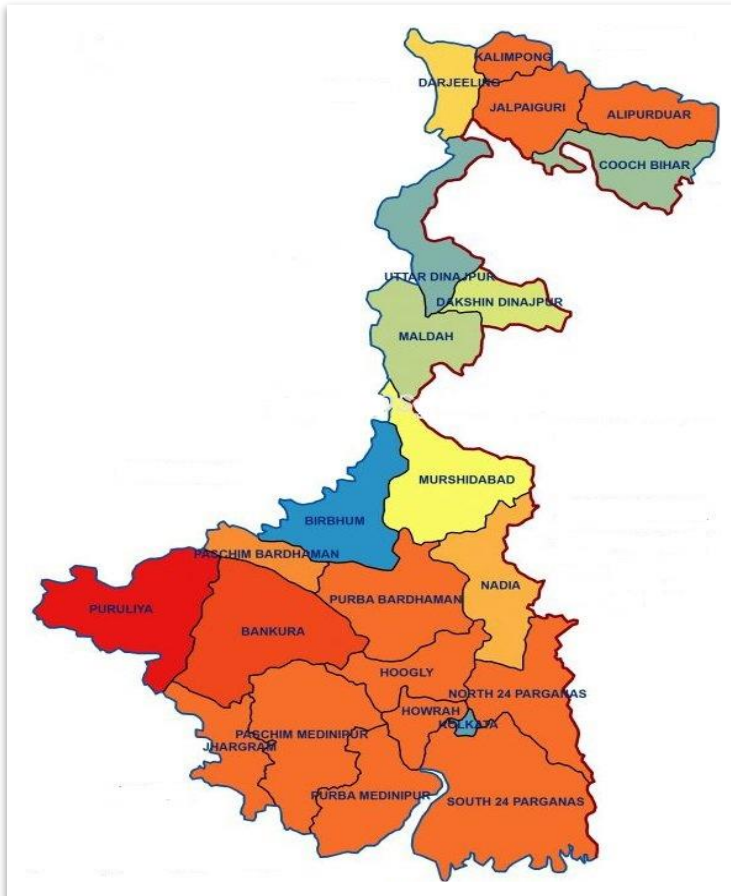 KALIMPONG
DARJEELING
JALPAIGURI
ALIPURDUAR
COOCH BIHAR
UTTAR DINAJPUR
DAKSHIN DINAJPUR
MALDAH
MURSHIDABAD
BIRBHUM
PASCHIM BARDHAMAN
NADIA
PURBA BARDHAMAN
PURULIYA
BANKURA
HOOGLY
NORTH 24 PARGANAS
HOWRAH
KOLKATA
PASCHIM MEDINIPUR
JHARGRAM
PURBA MEDINIPUR
SOUTH 24 PARGANAS